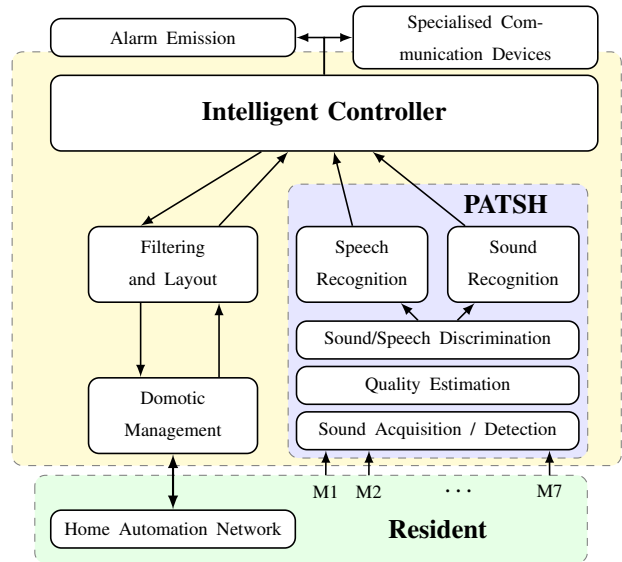 Alarm Emission
Specialised Com-
munication Devices
Intelligent Controller
PATSH
Filtering
and Layout
Speech
Recognition
Sound
Recognition
Sound/Speech Discrimination
Quality Estimation
Domotic
Management
Sound Acquisition / Detection
M1 M2 ... M7
Home Automation Network
Resident